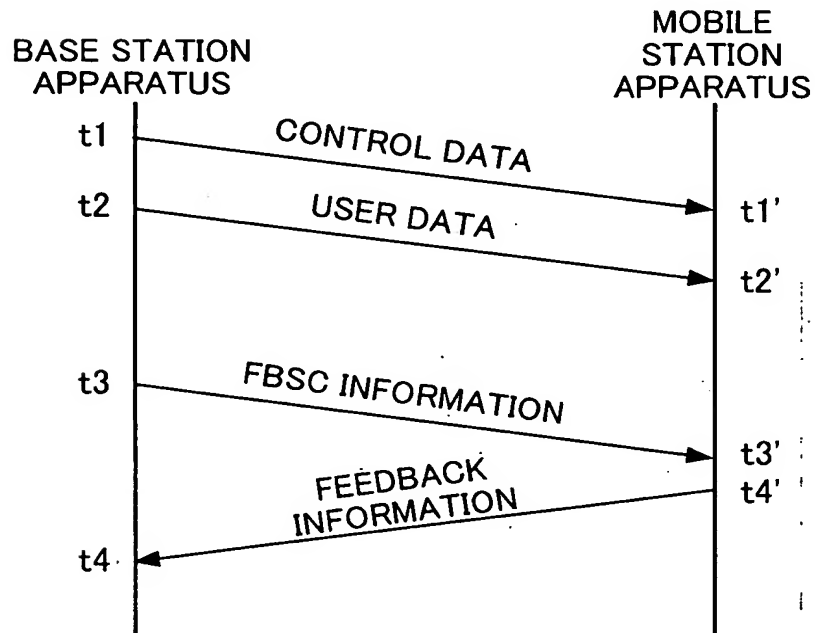 BASE STATION
APPARATUS
MOBILE
STATION
APPARATUS
t1
CONTROL DATA
t2
USER DATA
t1'
t2'
t3
FBSC INFORMATION
t3'
FEEDBACK
INFORMATION
t4'
t4